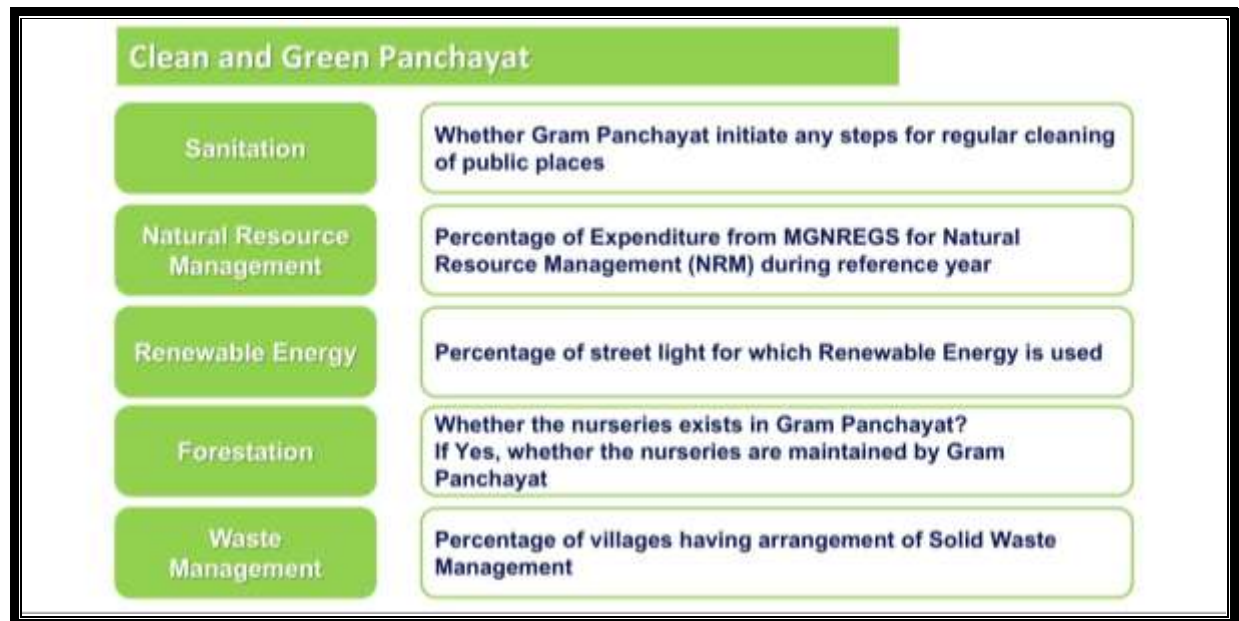 Clean and Green Panchayat
Sanitation
Whether Gram Panchayat initiate any steps for regular cleaning
of public places
Natural Resource
Management
Percentage of Expenditure from MGNREGS for Natural
Resource Management (NRM) during reference year
Renewable Energy
Percentage of street light for which Renewable Energy is used
Forestation
Whether the nurseries exists in Gram Panchayat?
If Yes, whether the nurseries are maintained by Gram
Panchayat
Waste
Management
Percentage of villages having arrangement of Solid Waste
Management